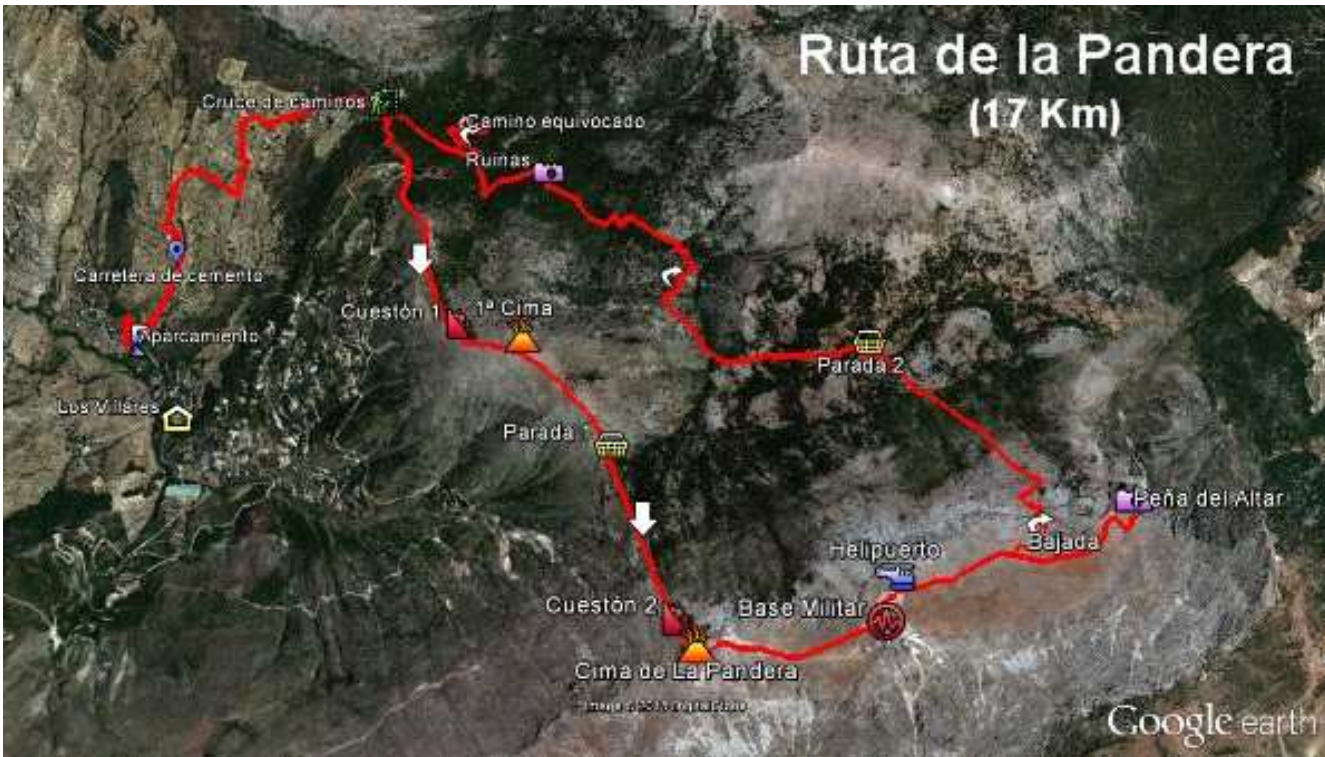 Ruta de la Pandera
(17 Km)
Cruce de caminos
Camino equivocado
Ruinas
Carretera de cemento
Cuestón 1
1ª Cima
Aparcamiento
Parada 2
Los Villares
Parada 1
Peña del Altar
Bajada
Helipuerto
Cuestón 2
Base Militar
Cima de La Pandera
Google earth